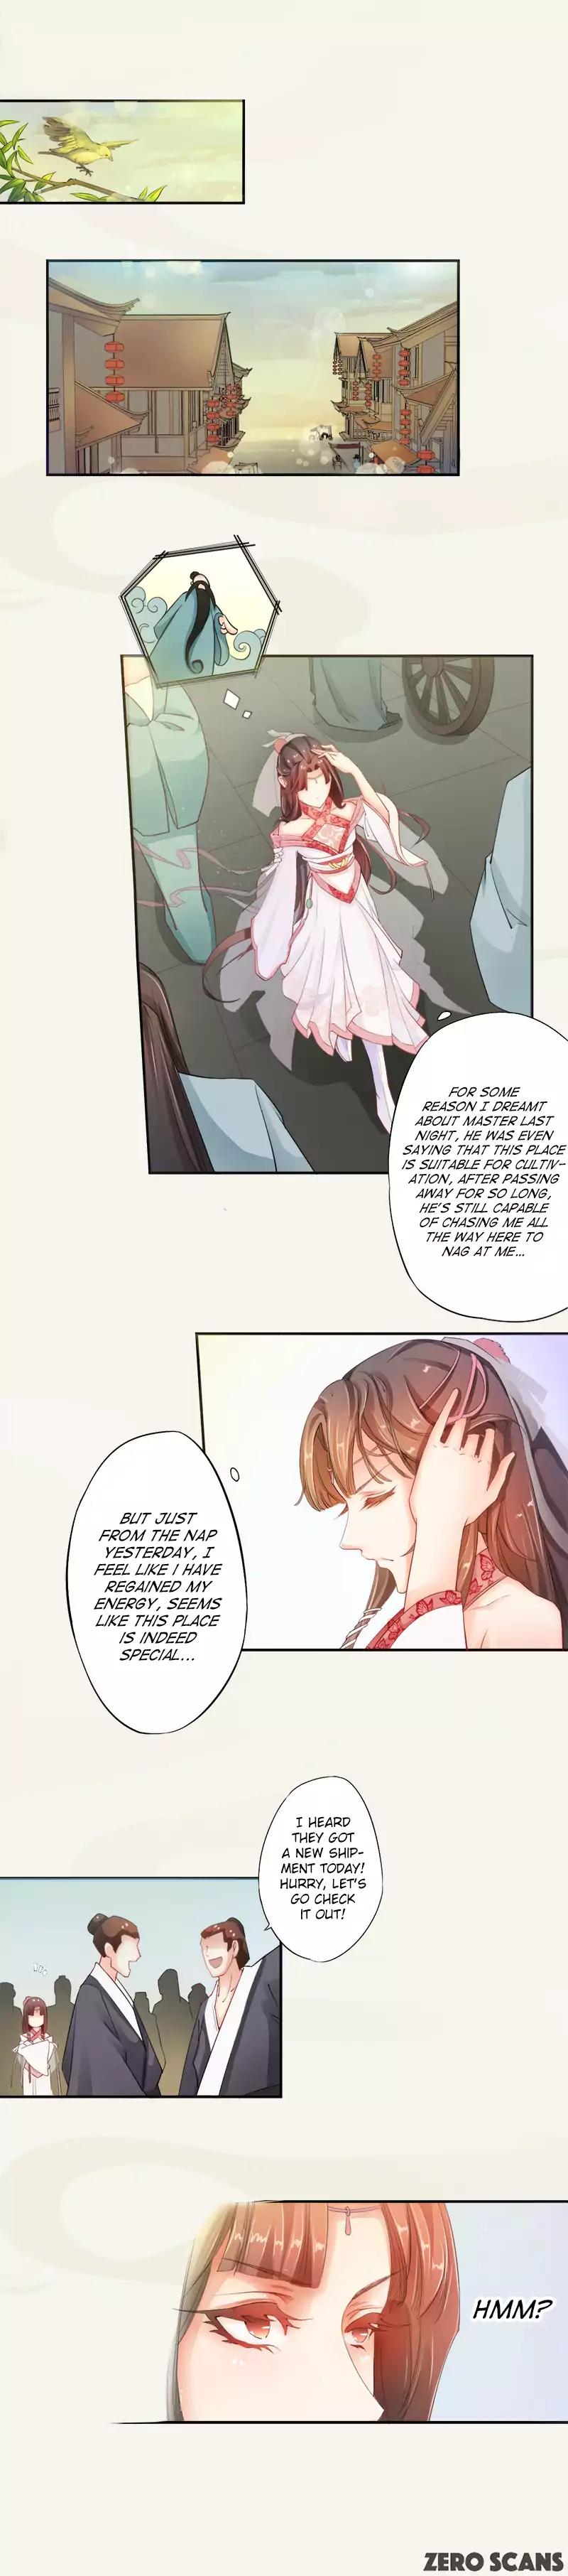 FOR SOME
REASON I DREAMT
ABOUT MASTER LAST
NIGHT, HE WAS EVEN
SAYING THAT THIS PLACE
IS SUITABLE FOR CULTIV-
ATION, AFTER PASSING
AWAY FOR SO LONG,
HE'S STILL CAPABLE
OF CHASING ME ALL
THE WAY HERE TO
NAG AT ME...
BUT JUST
FROM THE NAP
YESTERDAY, I
FEEL LIKE I HAVE
REGAINED MY
ENERGY, SEEMS
LIKE THIS PLACE
IS INDEED
SPECIAL...
I HEARD
THEY GOT
A NEW SHIP-
MENT TODAY!
HURRY, LET'S
GO CHECK
IT OUT!
HMM?
ZERO SCANS